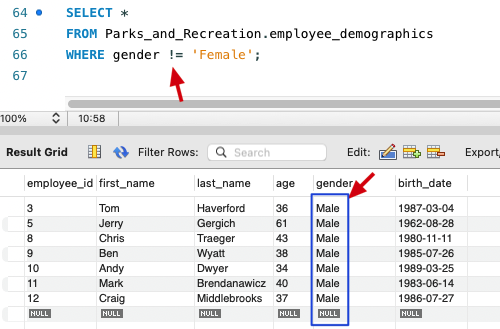 64 SELECT *
65 FROM Parks_and_Recreation.employee_demographics
66 WHERE gender != 'Female';
67
100% 10:58
Result Grid Filter Rows: Search Edit: Export/
employee_id first_name last_name age gender birth_date
3 Tom Haverford 36 Male 1987-03-04
5 Jerry Gergich 61 Male 1962-08-28
8 Chris Traeger 43 Male 1980-11-11
9 Ben Wyatt 38 Male 1985-07-26
10 Andy Dwyer 34 Male 1989-03-25
11 Mark Brendanawicz 40 Male 1983-06-14
12 Craig Middlebrooks 37 Male 1986-07-27
NULL NULL NULL NULL NULL NULL